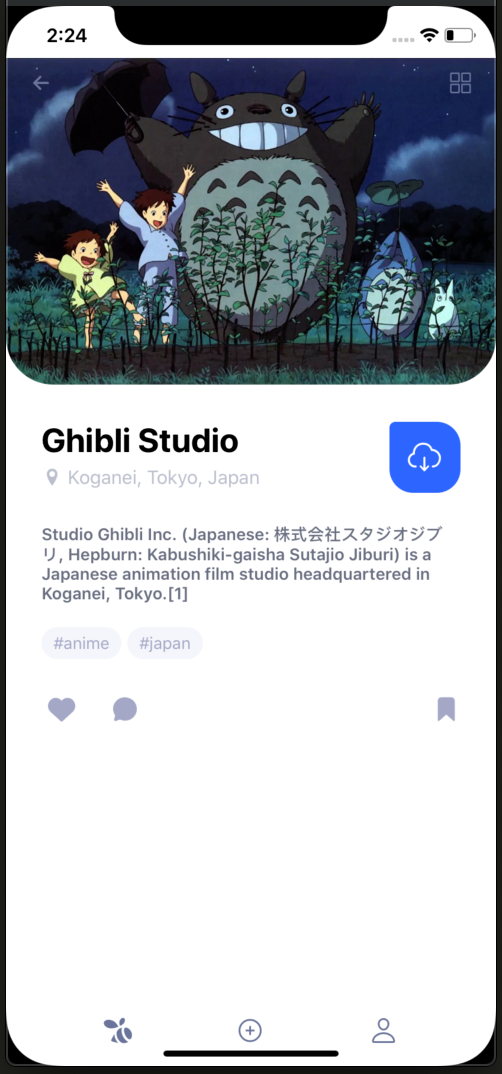 2:24
Ghibli Studio
Koganei, Tokyo, Japan
Studio Ghibli Inc. (Japanese: 株式会社スタジオジブ
リ, Hepburn: Kabushiki-gaisha Sutajio Jiburi) is a
Japanese animation film studio headquartered in
Koganei, Tokyo.[1]
#anime #japan